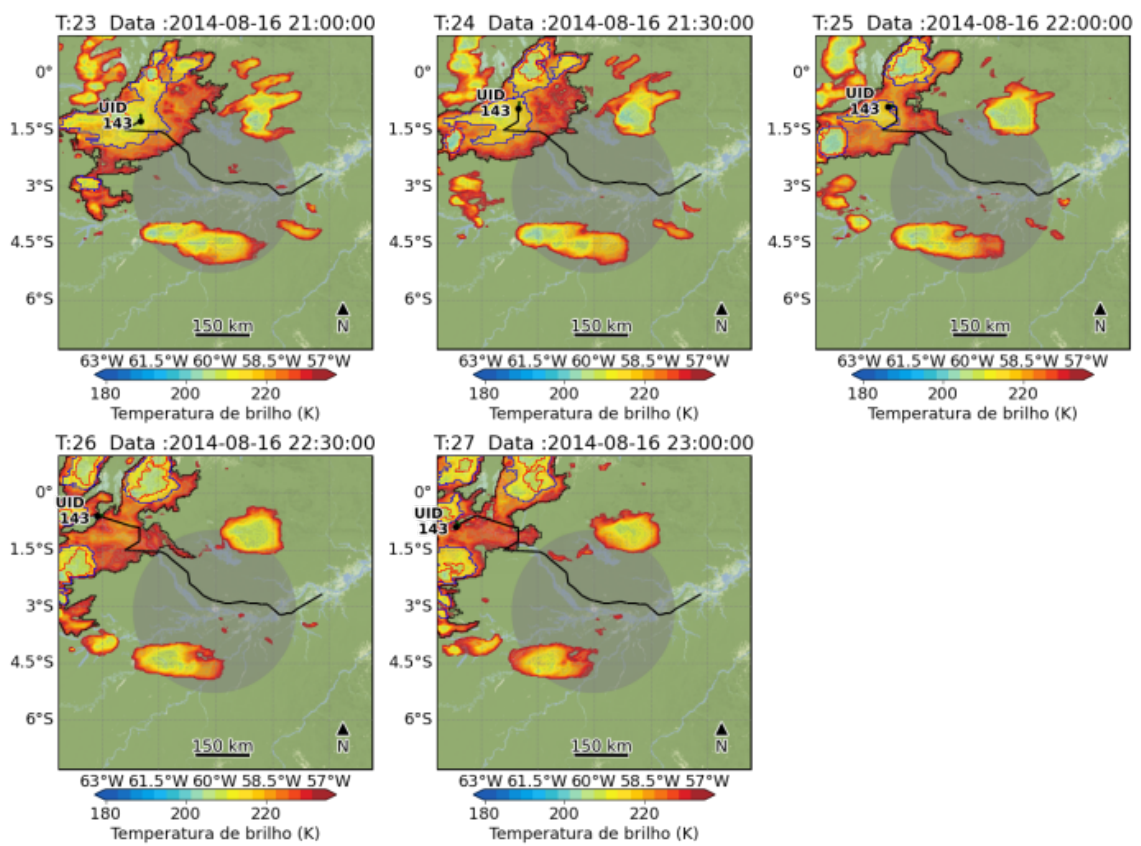 T:23 Data :2014-08-16 21:00:00
T:24 Data :2014-08-16 21:30:00
T:25 Data :2014-08-16 22:00:00
0°
1.5°S
3°S
4.5°S
6°S
UID
143
150 km
N
0°
1.5°S
3°S
4.5°S
6°S
UID
143
150 km
N
0°
1.5°S
3°S
4.5°S
6°S
UID
143
150 km
N
63°W 61.5°W 60°W 58.5°W 57°W
63°W 61.5°W 60°W 58.5°W 57°W
63°W 61.5°W 60°W 58.5°W 57°W
180 200 220
180 200 220
180 200 220
Temperatura de brilho (K)
Temperatura de brilho (K)
Temperatura de brilho (K)
T:26 Data :2014-08-16 22:30:00
T:27 Data :2014-08-16 23:00:00
0°
1.5°S
3°S
4.5°S
6°S
UID
143
150 km
N
0°
1.5°S
3°S
4.5°S
6°S
UID
143
150 km
N
63°W 61.5°W 60°W 58.5°W 57°W
63°W 61.5°W 60°W 58.5°W 57°W
180 200 220
180 200 220
Temperatura de brilho (K)
Temperatura de brilho (K)